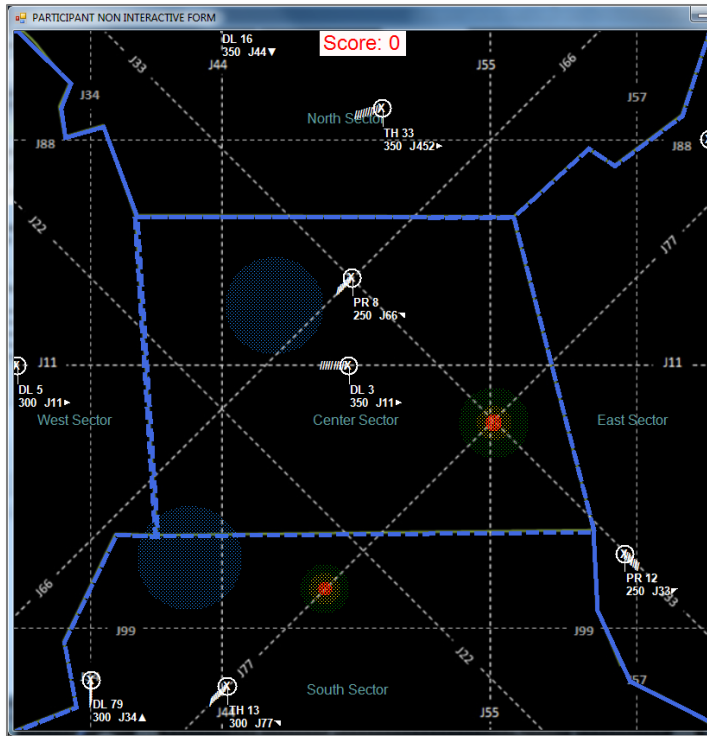 PARTICIPANT NON INTERACTIVE FORM
DL 16
350 J44▼
Score: 0
J33
J44
J55
J66
J34
J57
North Sector
TH 33
350 J452►
J88
J88
J22
J77
PR 8
250 J66◥
J11
J11
DL 5
300 J11►
DL 3
350 J11►
West Sector
Center Sector
East Sector
PR 12
250 J33◤
J33
J66
J99
J99
J77
J22
DL 79
300 J34▲
J44
TH 13
300 J77◥
South Sector
J55
J57